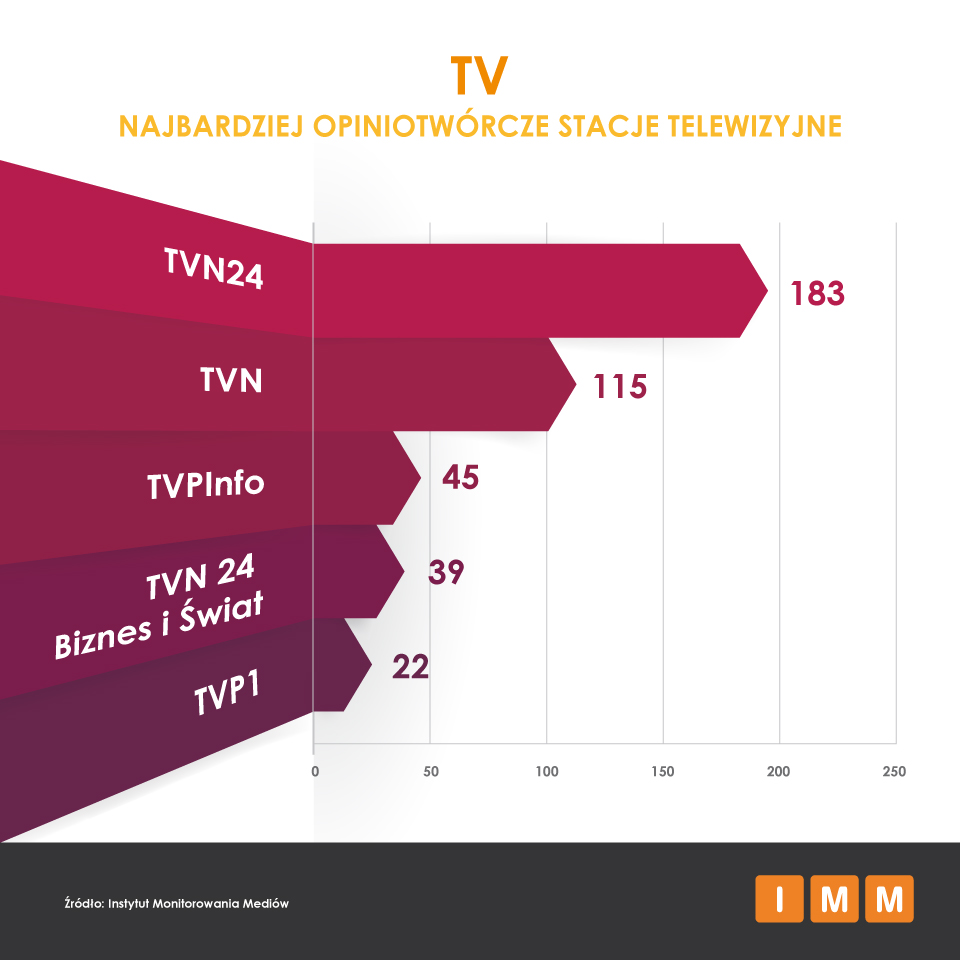 TV
NAJBARDZIEJ OPINIOTWÓRCZE STACJE TELEWIZYJNE
TVN24
183
TVN
115
TVPInfo
45
TVN 24
Biznes i Świat
39
TVP1
22
0 50 100 150 200 250
Źródło: Instytut Monitorowania Mediów
IMM